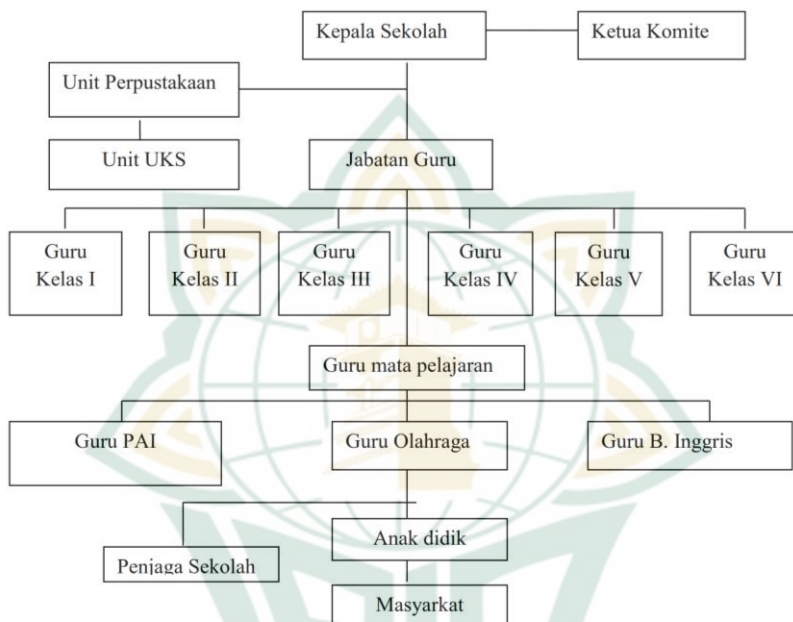 Kepala Sekolah
Ketua Komite
Unit Perpustakaan
Unit UKS
Jabatan Guru
Guru
Kelas I
Guru
Kelas II
Guru
Kelas III
Guru
Kelas IV
Guru
Kelas V
Guru
Kelas VI
Guru mata pelajaran
Guru PAI
Guru Olahraga
Guru B. Inggris
Anak didik
Penjaga Sekolah
Masyarkat